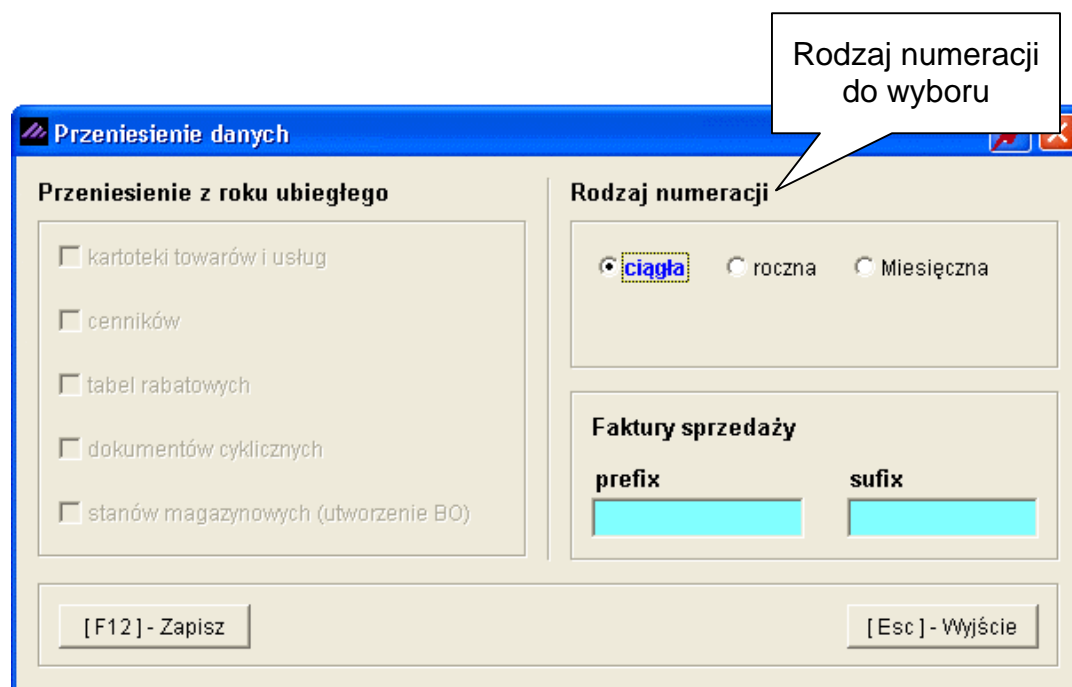 Rodzaj numeracji
do wyboru
Przeniesienie danych
Przeniesienie z roku ubiegłego
kartoteki towarów i usług
cenników
tabel rabatowych
dokumentów cyklicznych
stanów magazynowych (utworzenie BO)
Rodzaj numeracji
ciągła roczna Miesięczna
Faktury sprzedaży
prefix sufix
[ F12 ] - Zapisz [ Esc ] - Wyjście